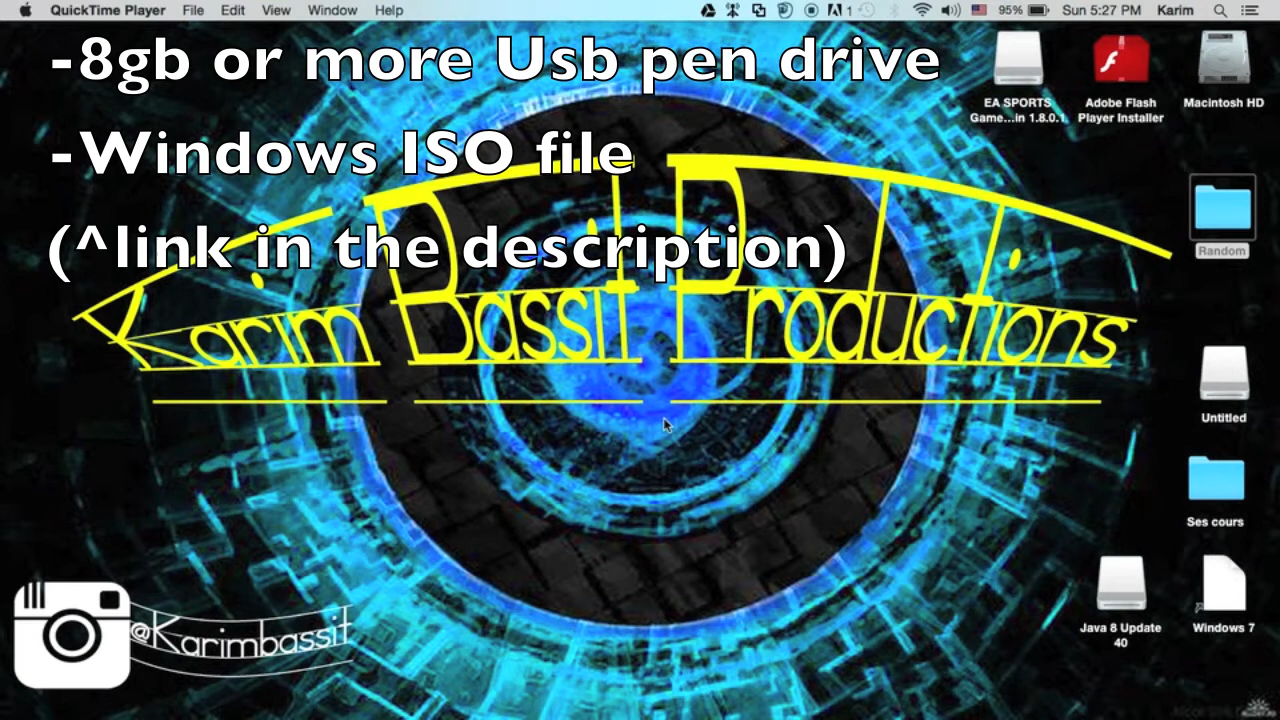 QuickTime Player File Edit View Window Help 1 95% Sun 5:27 PM Karim
-8gb or more Usb pen drive
-Windows ISO file
(^link in the description)
Karim Bassit Productions
@Karimbassit
EA SPORTS
Game...in 1.8.0.1
Adobe Flash
Player Installer
Macintosh HD
Random
Untitled
Ses cours
Java 8 Update
40
Windows 7